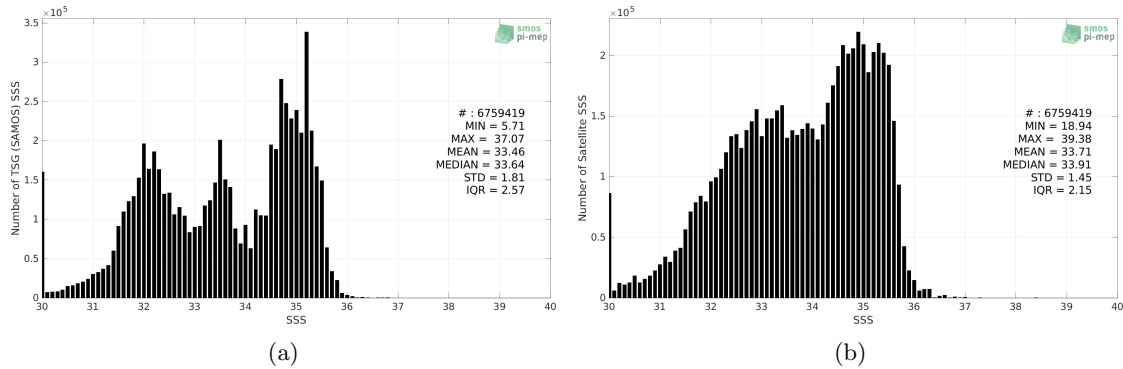 ×10^5
3.5
3
2.5
2
1.5
1
0.5
0
30 31 32 33 34 35 36 37 38 39 40
SSS
Number of TSG (SAMOS) SSS
smos
pi-mep
# : 6759419
MIN = 5.71
MAX = 37.07
MEAN = 33.46
MEDIAN = 33.64
STD = 1.81
IQR = 2.57
(a)
×10^5
2
1.5
1
0.5
0
30 31 32 33 34 35 36 37 38 39 40
SSS
Number of Satellite SSS
smos
pi-mep
# : 6759419
MIN = 18.94
MAX = 39.38
MEAN = 33.71
MEDIAN = 33.91
STD = 1.45
IQR = 2.15
(b)